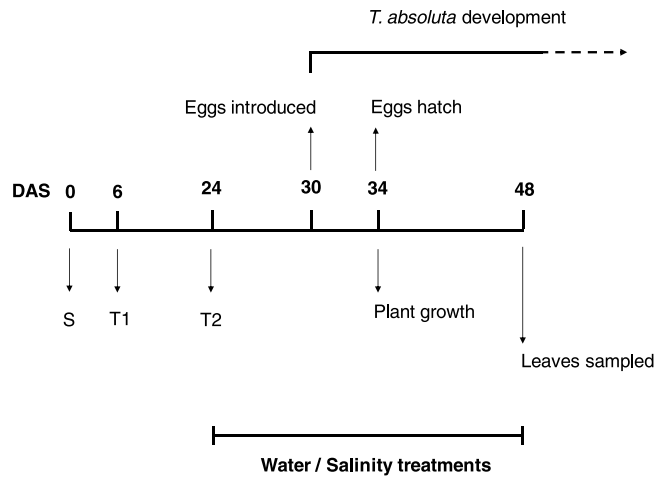 T. absoluta development
Eggs introduced
Eggs hatch
DAS 0 6 24 30 34 48
S
T1
T2
Plant growth
Leaves sampled
Water / Salinity treatments